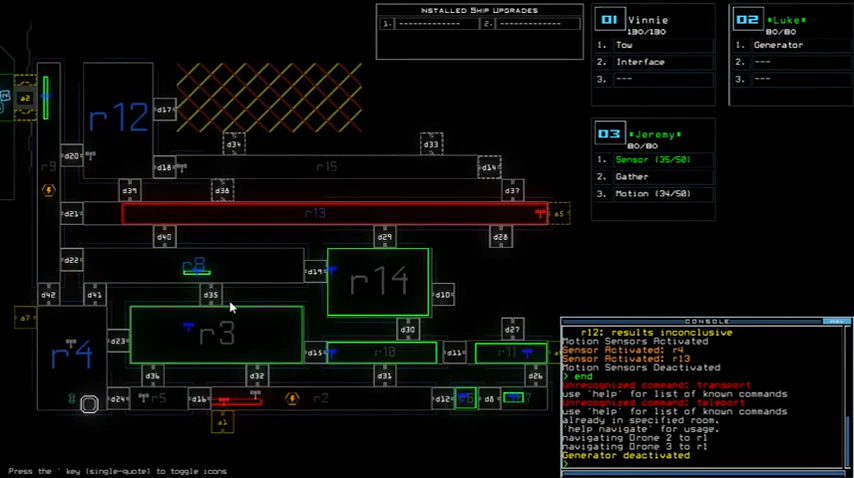 INSTALLED SHIP UPGRADES
1. -------------- 2. --------------
01 Vinnie
130/130
1. Tow
2. Interface
3. ---
02 *Luke*
80/80
1. Generator
2. ---
3. ---
03 *Jeremy*
80/80
1. Sensor (35/50)
2. Gather
3. Motion (34/50)
a2
r9
r12
d17
d20
d18
r15
d34
d33
d14
d39
d38
d37
d21
r13
a5
d40
d29
d28
d22
r8
d19
r14
d10
d42
d41
d35
a7
r4
d23
r3
d30
d27
d15
r10
d11
r11
d36
d32
d31
d24
r5
d16
r2
d12
d8
a1
CONSOLE
r12: results inconclusive
Motion Sensors Activated
Sensor Activated: r4
Sensor Activated: r13
Motion Sensors Deactivated
> end
Unrecognized command: transport
use 'help' for list of known commands
Unrecognized command: teleport
use 'help' for list of known commands
already in specified room.
'help navigate' for usage.
navigating Drone 2 to r1
navigating Drone 3 to r1
Generator deactivated
>
Press the ' key (single-quote) to toggle icons